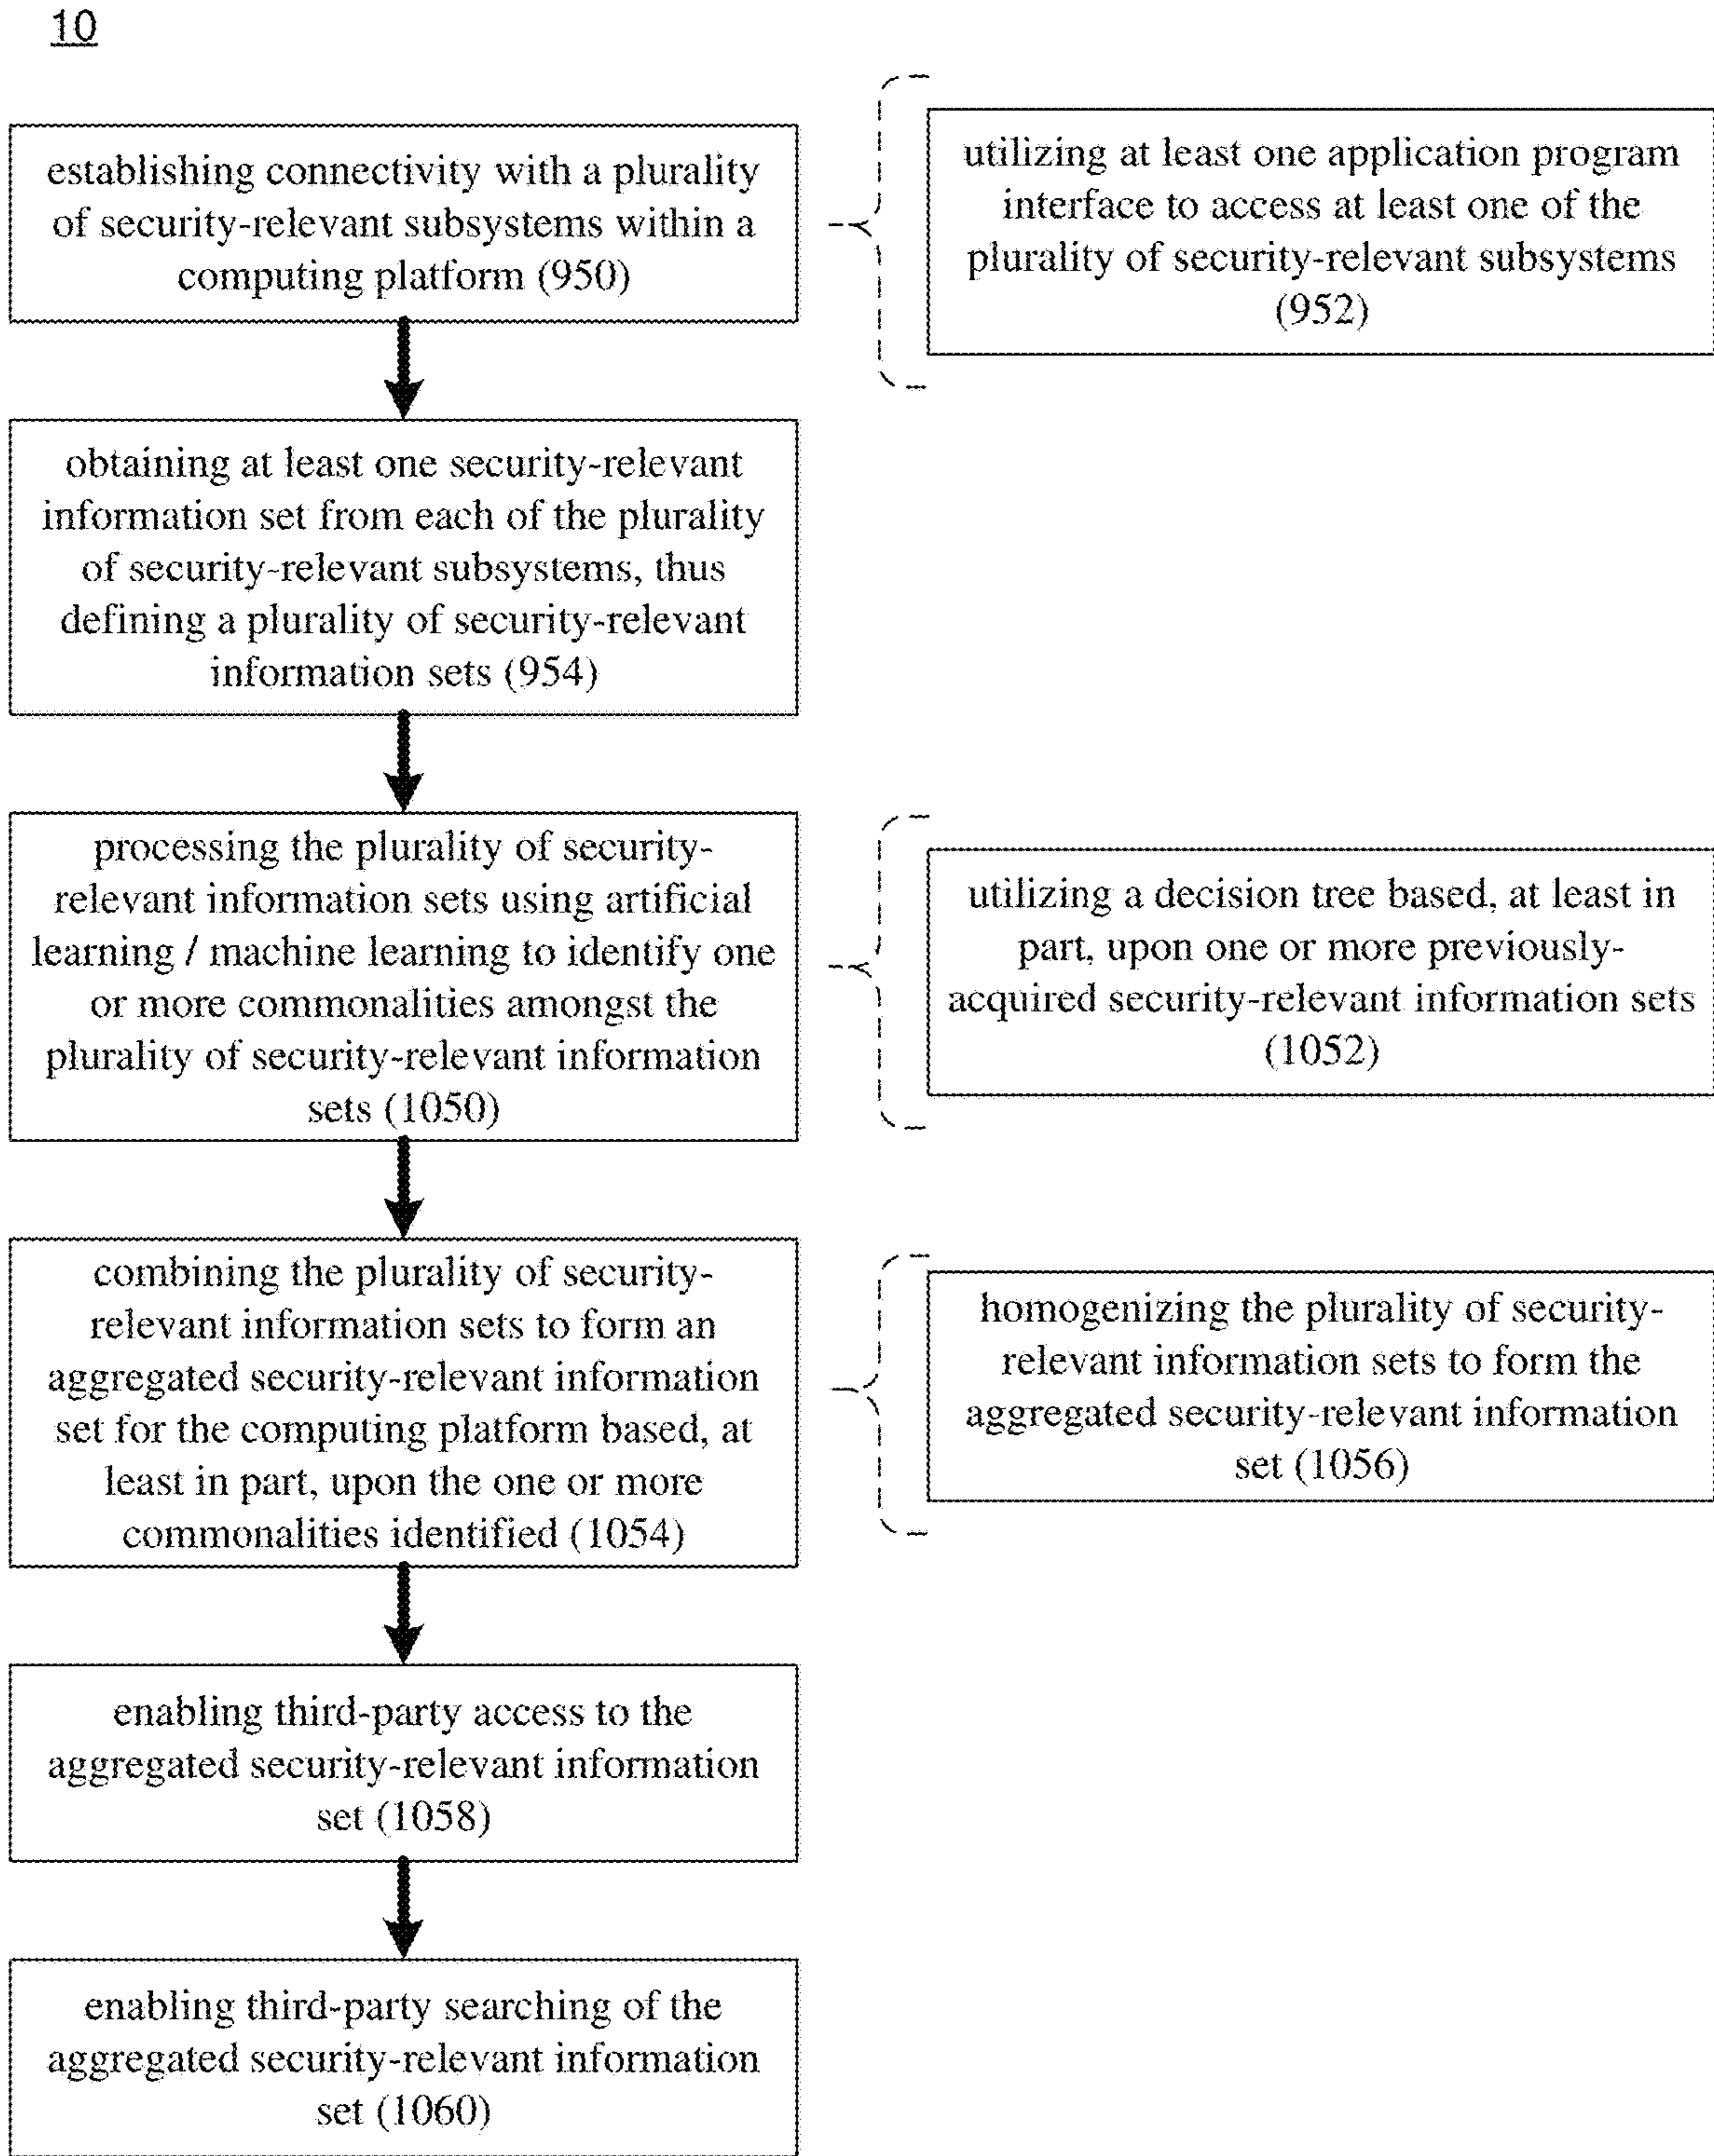 10
establishing connectivity with a plurality
of security-relevant subsystems within a
computing platform (950)
utilizing at least one application program
interface to access at least one of the
plurality of security-relevant subsystems
(952)
obtaining at least one security-relevant
information set from each of the plurality
of security-relevant subsystems, thus
defining a plurality of security-relevant
information sets (954)
processing the plurality of security-
relevant information sets using artificial
learning / machine learning to identify one
or more commonalities amongst the
plurality of security-relevant information
sets (1050)
utilizing a decision tree based, at least in
part, upon one or more previously-
acquired security-relevant information sets
(1052)
combining the plurality of security-
relevant information sets to form an
aggregated security-relevant information
set for the computing platform based, at
least in part, upon the one or more
commonalities identified (1054)
homogenizing the plurality of security-
relevant information sets to form the
aggregated security-relevant information
set (1056)
enabling third-party access to the
aggregated security-relevant information
set (1058)
enabling third-party searching of the
aggregated security-relevant information
set (1060)